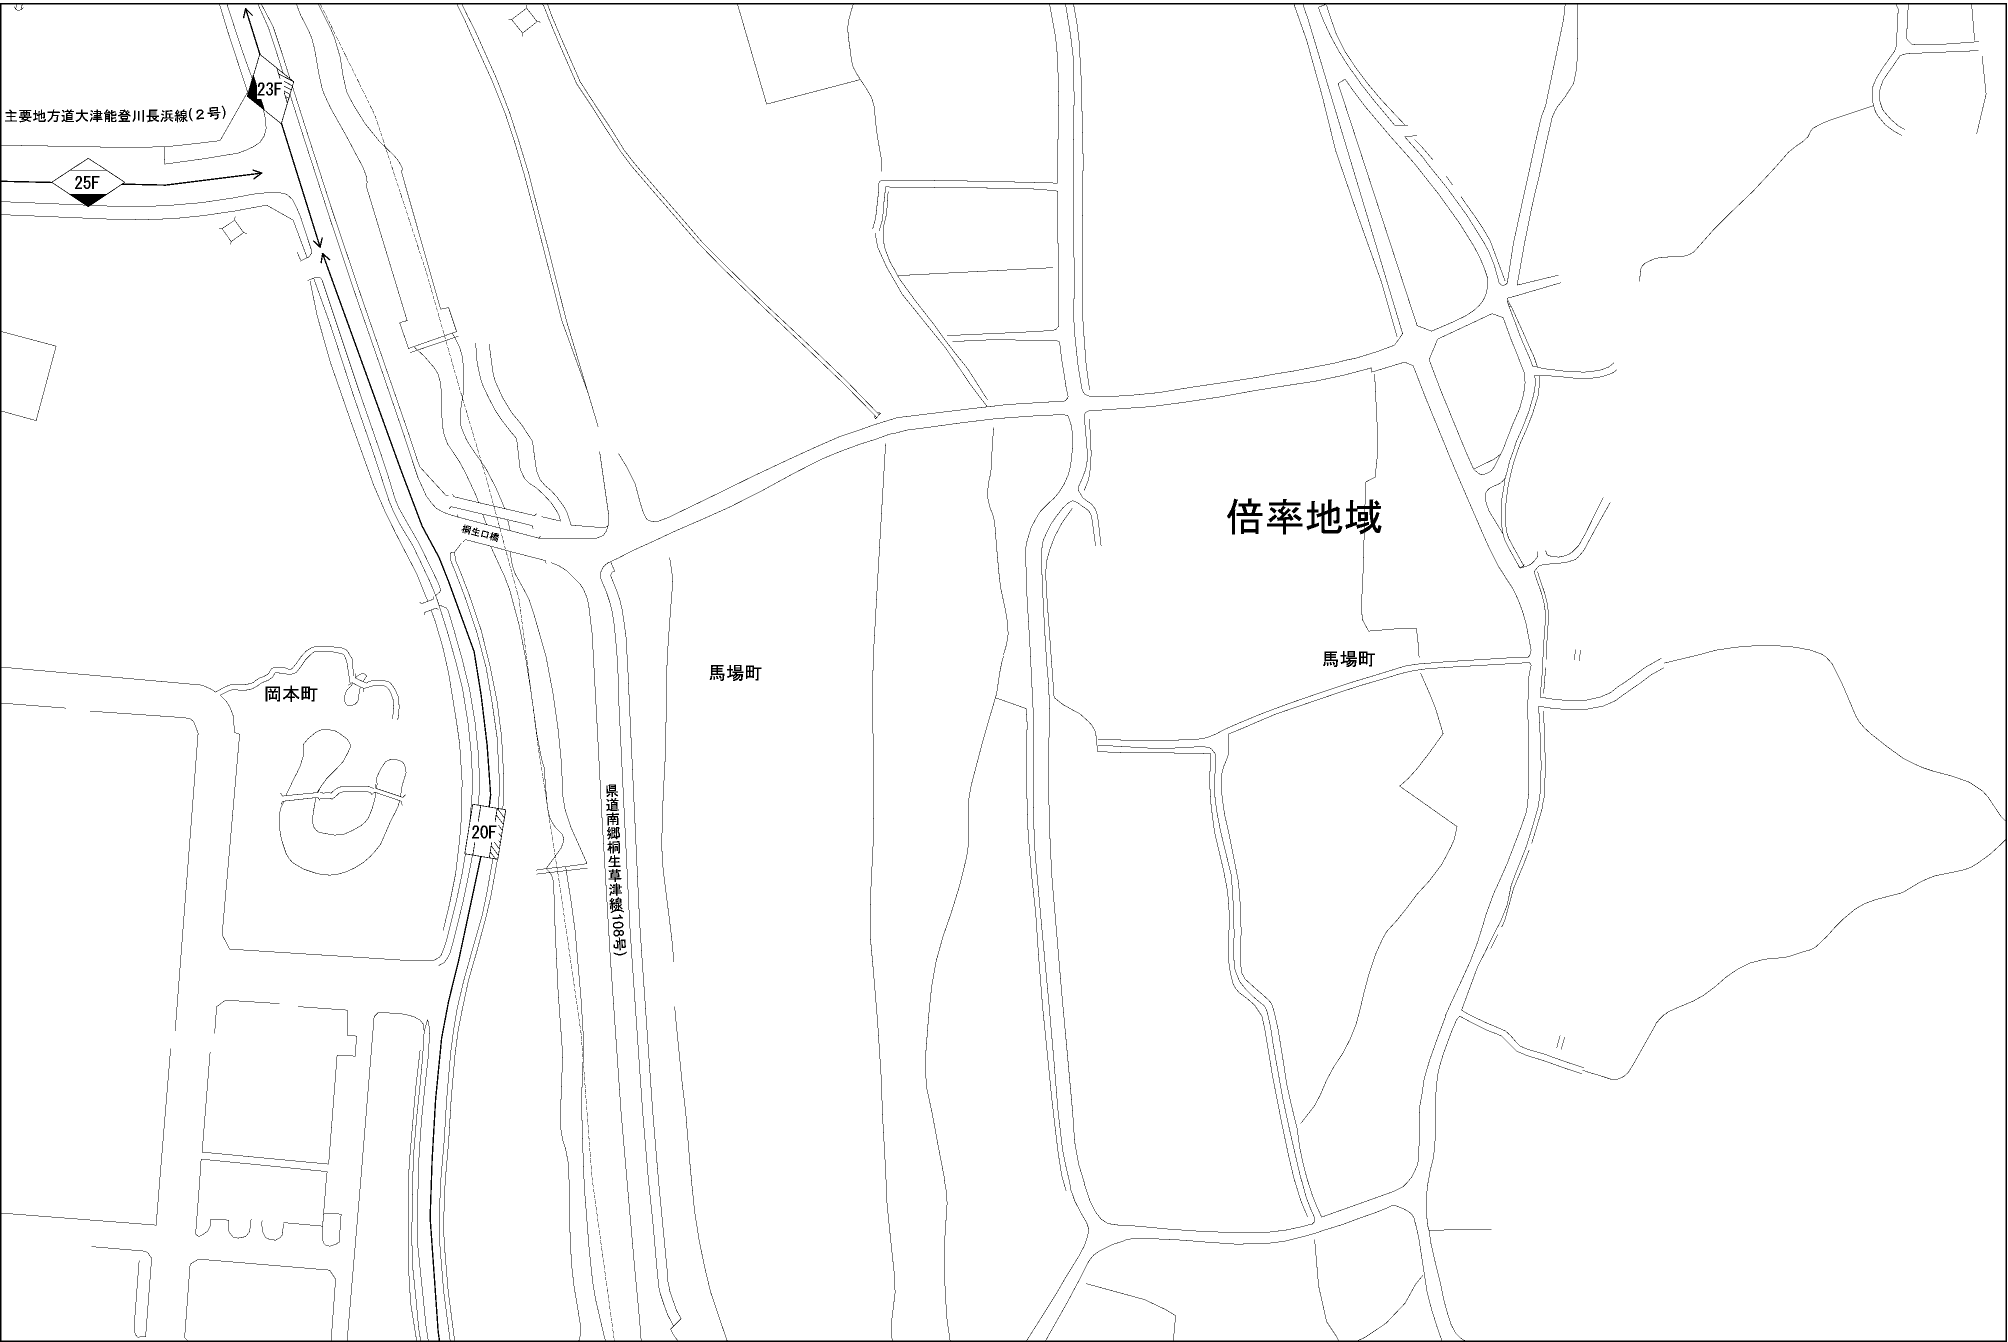 23F
主要地方道大津能登川長浜線(２号)
25F
倍率地域
桐生口橋
馬場町
馬場町
岡本町
県道南郷桐生草津線(108号)
20F